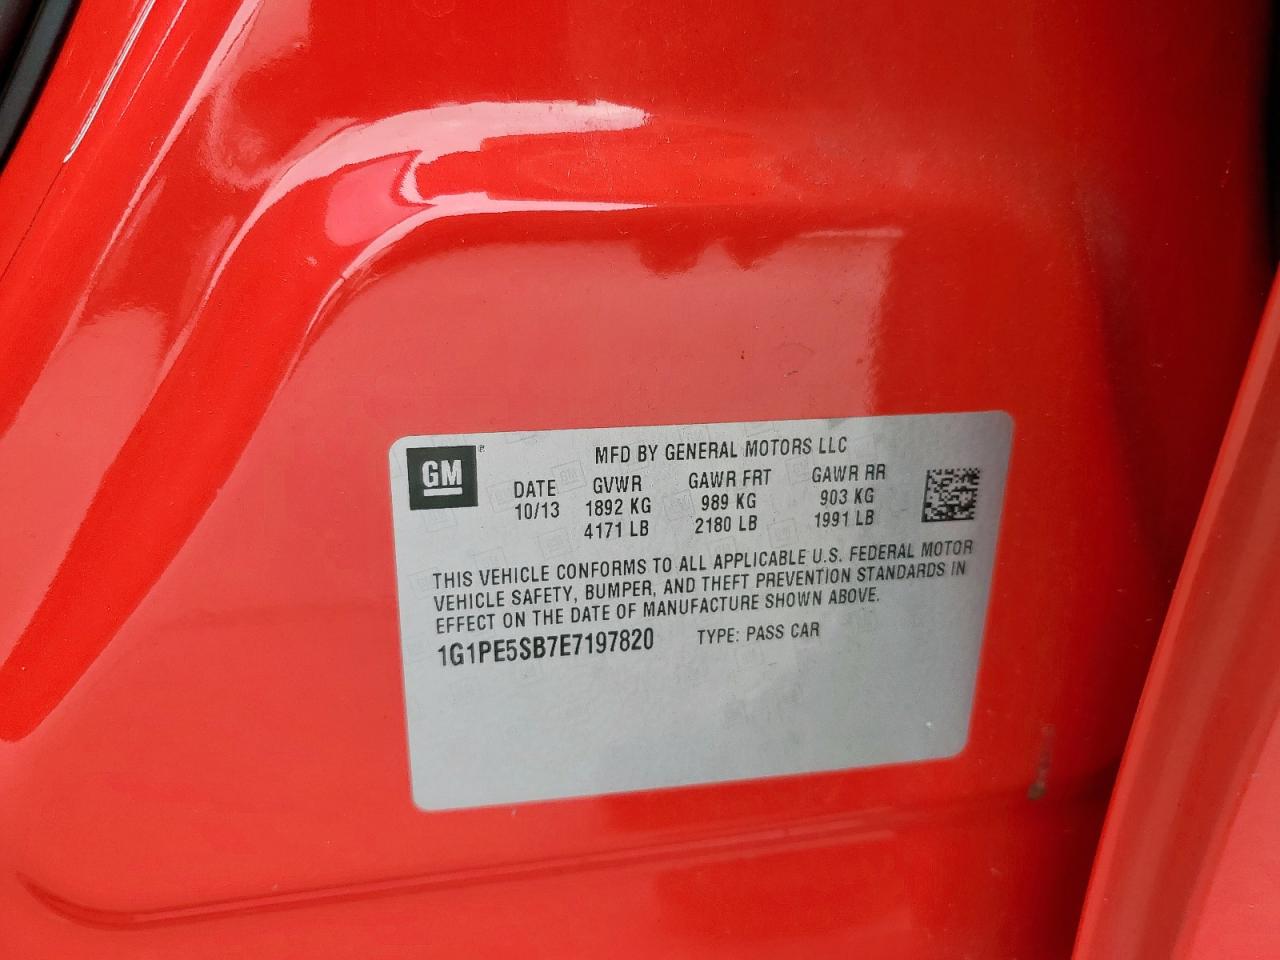 GM
MFD BY GENERAL MOTORS LLC
DATE GVWR GAWR FRT GAWR RR
10/13 1892 KG 989 KG 903 KG
4171 LB 2180 LB 1991 LB
THIS VEHICLE CONFORMS TO ALL APPLICABLE U.S. FEDERAL MOTOR
VEHICLE SAFETY, BUMPER, AND THEFT PREVENTION STANDARDS IN
EFFECT ON THE DATE OF MANUFACTURE SHOWN ABOVE.
1G1PE5SB7E7197820 TYPE: PASS CAR